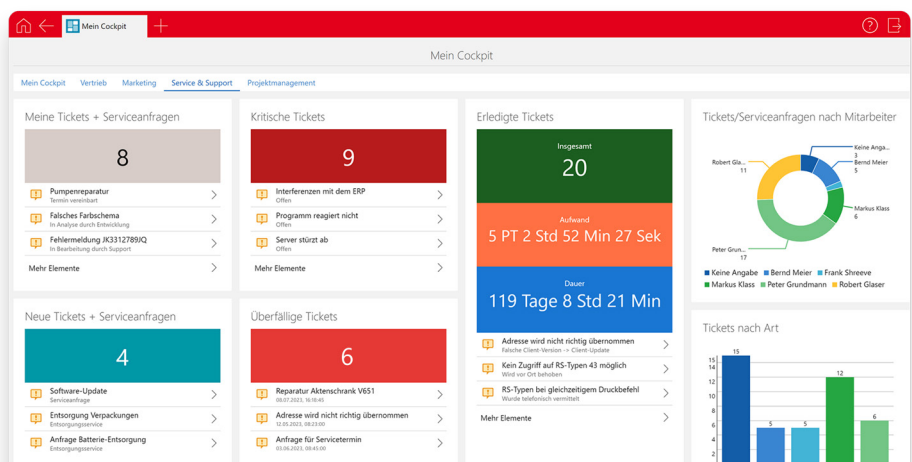 Mein Cockpit
Mein Cockpit
Mein Cockpit Vertrieb Marketing Service & Support Projektmanagement
Meine Tickets + Serviceanfragen
8
Pumpenreparatur
Termin vereinbart
Falsches Farbschema
In Analyse durch Entwicklung
Fehlermeldung JK3312789JQ
In Bearbeitung durch Support
Mehr Elemente
Kritische Tickets
9
Interferenzen mit dem ERP
Offen
Programm reagiert nicht
Offen
Server stürzt ab
Offen
Mehr Elemente
Erledigte Tickets
Insgesamt
20
Aufwand
5 PT 2 Std 52 Min 27 Sek
Dauer
119 Tage 8 Std 21 Min
Adresse wird nicht richtig übernommen
Falsche Client-Version -> Client-Update
Kein Zugriff auf RS-Typen 43 möglich
Wird vor Ort behoben
RS-Typen bei gleichzeitigem Druckbefehl
Wurde telefonisch vermittelt
Mehr Elemente
Tickets/Serviceanfragen nach Mitarbeiter
Keine Anga...
3
Bernd Meier
5
Robert Gla...
11
Markus Klass
6
Peter Grun...
17
Keine Angabe Bernd Meier Frank Shreeve
Markus Klass Peter Grundmann Robert Glaser
Neue Tickets + Serviceanfragen
4
Software-Update
Serviceanfrage
Entsorgung Verpackungen
Entsorgungsservice
Anfrage Batterie-Entsorgung
Entsorgungsservice
Überfällige Tickets
6
Reparatur Aktenschrank V651
08.07.2023, 16:18:45
Adresse wird nicht richtig übernommen
12.05.2023, 08:23:00
Anfrage für Servicetermin
03.06.2023, 08:45:00
Tickets nach Art
15
14
12
10
8
6
4
2
15
5
5
12
6